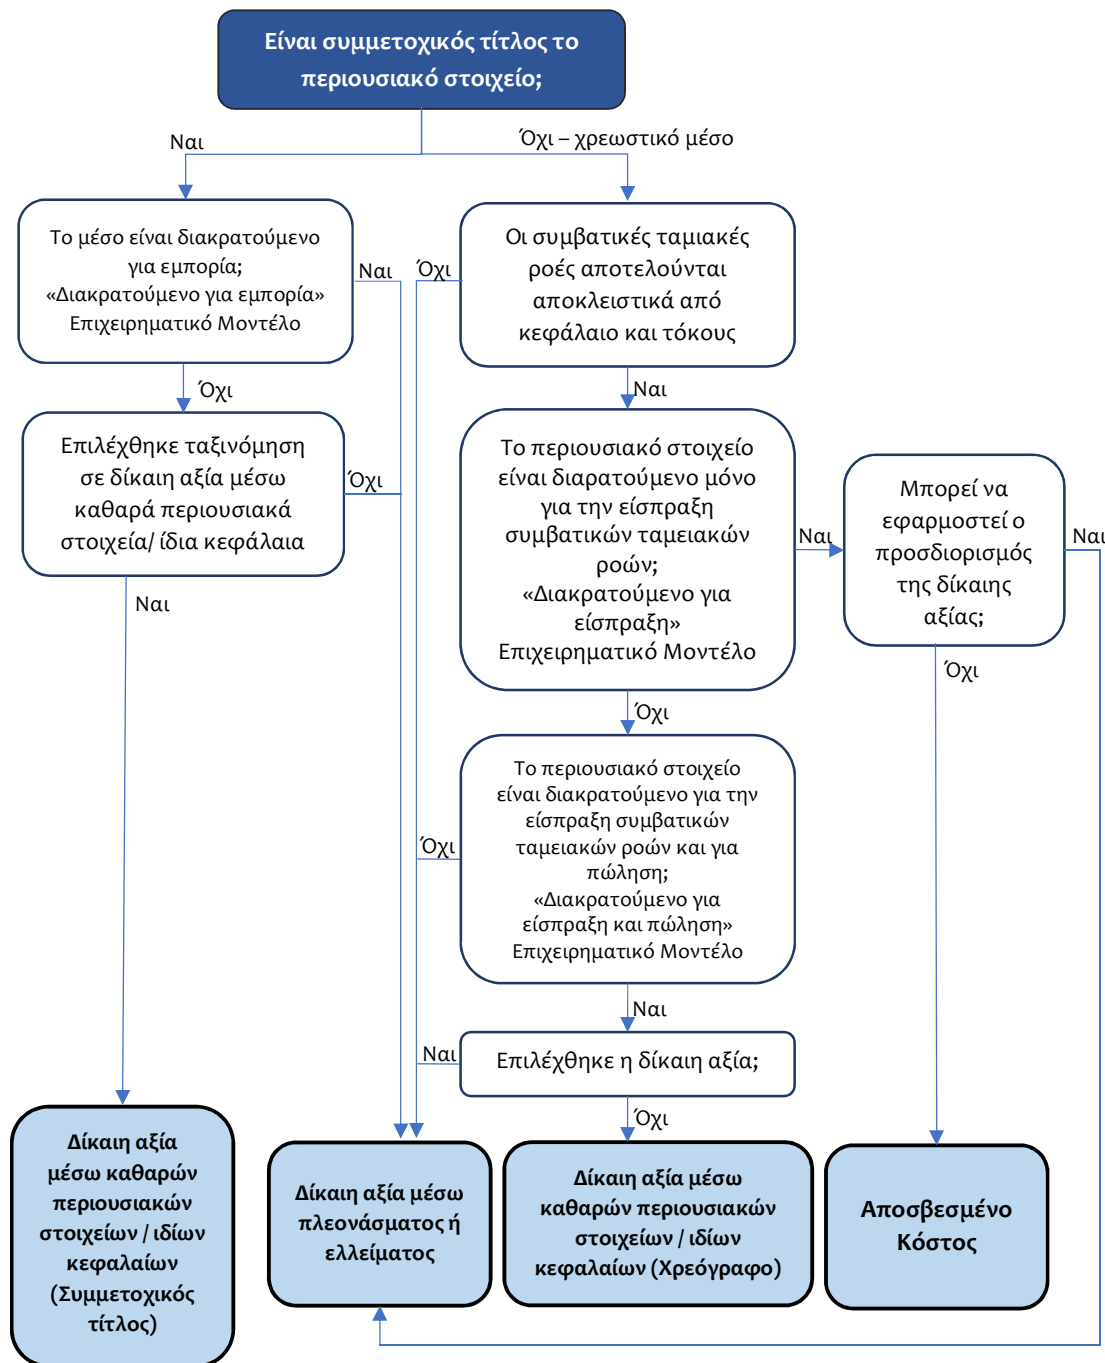 Είναι συμμετοχικός τίτλος το
περιουσιακό στοιχείο;
Ναι
Όχι – χρεωστικό μέσο
Το μέσο είναι διακρατούμενο
για εμπορία;
«Διακρατούμενο για εμπορία»
Επιχειρηματικό Μοντέλο
Ναι
Όχι
Οι συμβατικές ταμιακές
ροές αποτελούνται
αποκλειστικά από
κεφάλαιο και τόκους
Όχι
Ναι
Επιλέχθηκε ταξινόμηση
σε δίκαιη αξία μέσω
καθαρά περιουσιακά
στοιχεία/ ίδια κεφάλαια
Όχι
Ναι
Το περιουσιακό στοιχείο
είναι διαρατούμενο μόνο
για την είσπραξη
συμβατικών ταμειακών
ροών;
«Διακρατούμενο για
είσπραξη»
Επιχειρηματικό Μοντέλο
Ναι
Μπορεί να
εφαρμοστεί ο
προσδιορισμός
της δίκαιης
αξίας;
Ναι
Όχι
Όχι
Το περιουσιακό στοιχείο
είναι διακρατούμενο για την
είσπραξη συμβατικών
ταμειακών ροών και για
πώληση;
«Διακρατούμενο για
είσπραξη και πώληση»
Επιχειρηματικό Μοντέλο
Όχι
Ναι
Ναι
Επιλέχθηκε η δίκαιη αξία;
Όχι
Δίκαιη αξία
μέσω καθαρών
περιουσιακών
στοιχείων / ιδίων
κεφαλαίων
(Συμμετοχικός
τίτλος)
Δίκαιη αξία μέσω
πλεονάσματος ή
ελλείματος
Δίκαιη αξία μέσω
καθαρών περιουσιακών
στοιχείων / ιδίων
κεφαλαίων (Χρεόγραφο)
Αποσβεσμένο
Κόστος